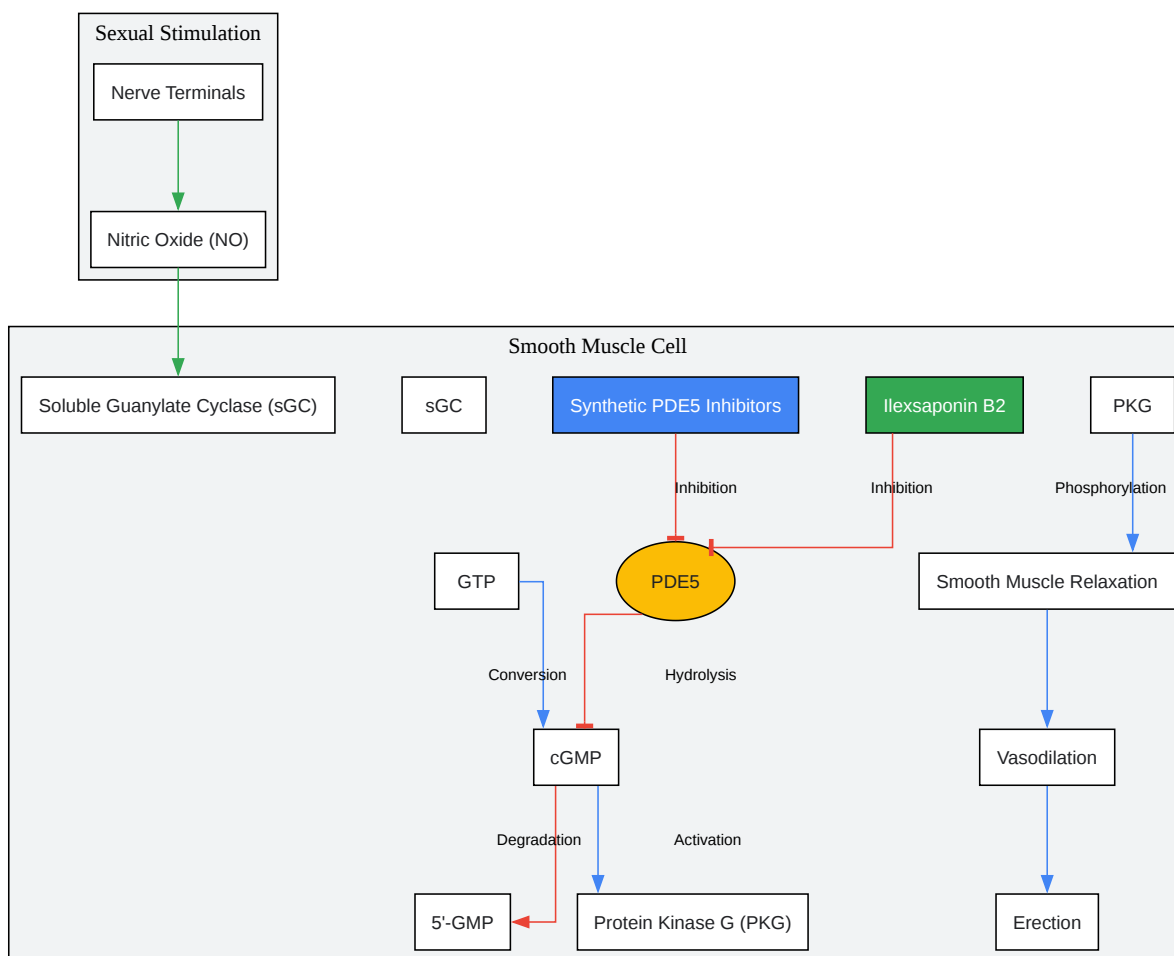 Sexual Stimulation
Nerve Terminals
Nitric Oxide (NO)
Smooth Muscle Cell
Soluble Guanylate Cyclase (sGC)
sGC
Synthetic PDE5 Inhibitors
Ilexsaponin B2
PKG
Inhibition
Inhibition
Phosphorylation
GTP
PDE5
Smooth Muscle Relaxation
Conversion
Hydrolysis
cGMP
Vasodilation
Degradation
Activation
5'-GMP
Protein Kinase G (PKG)
Erection